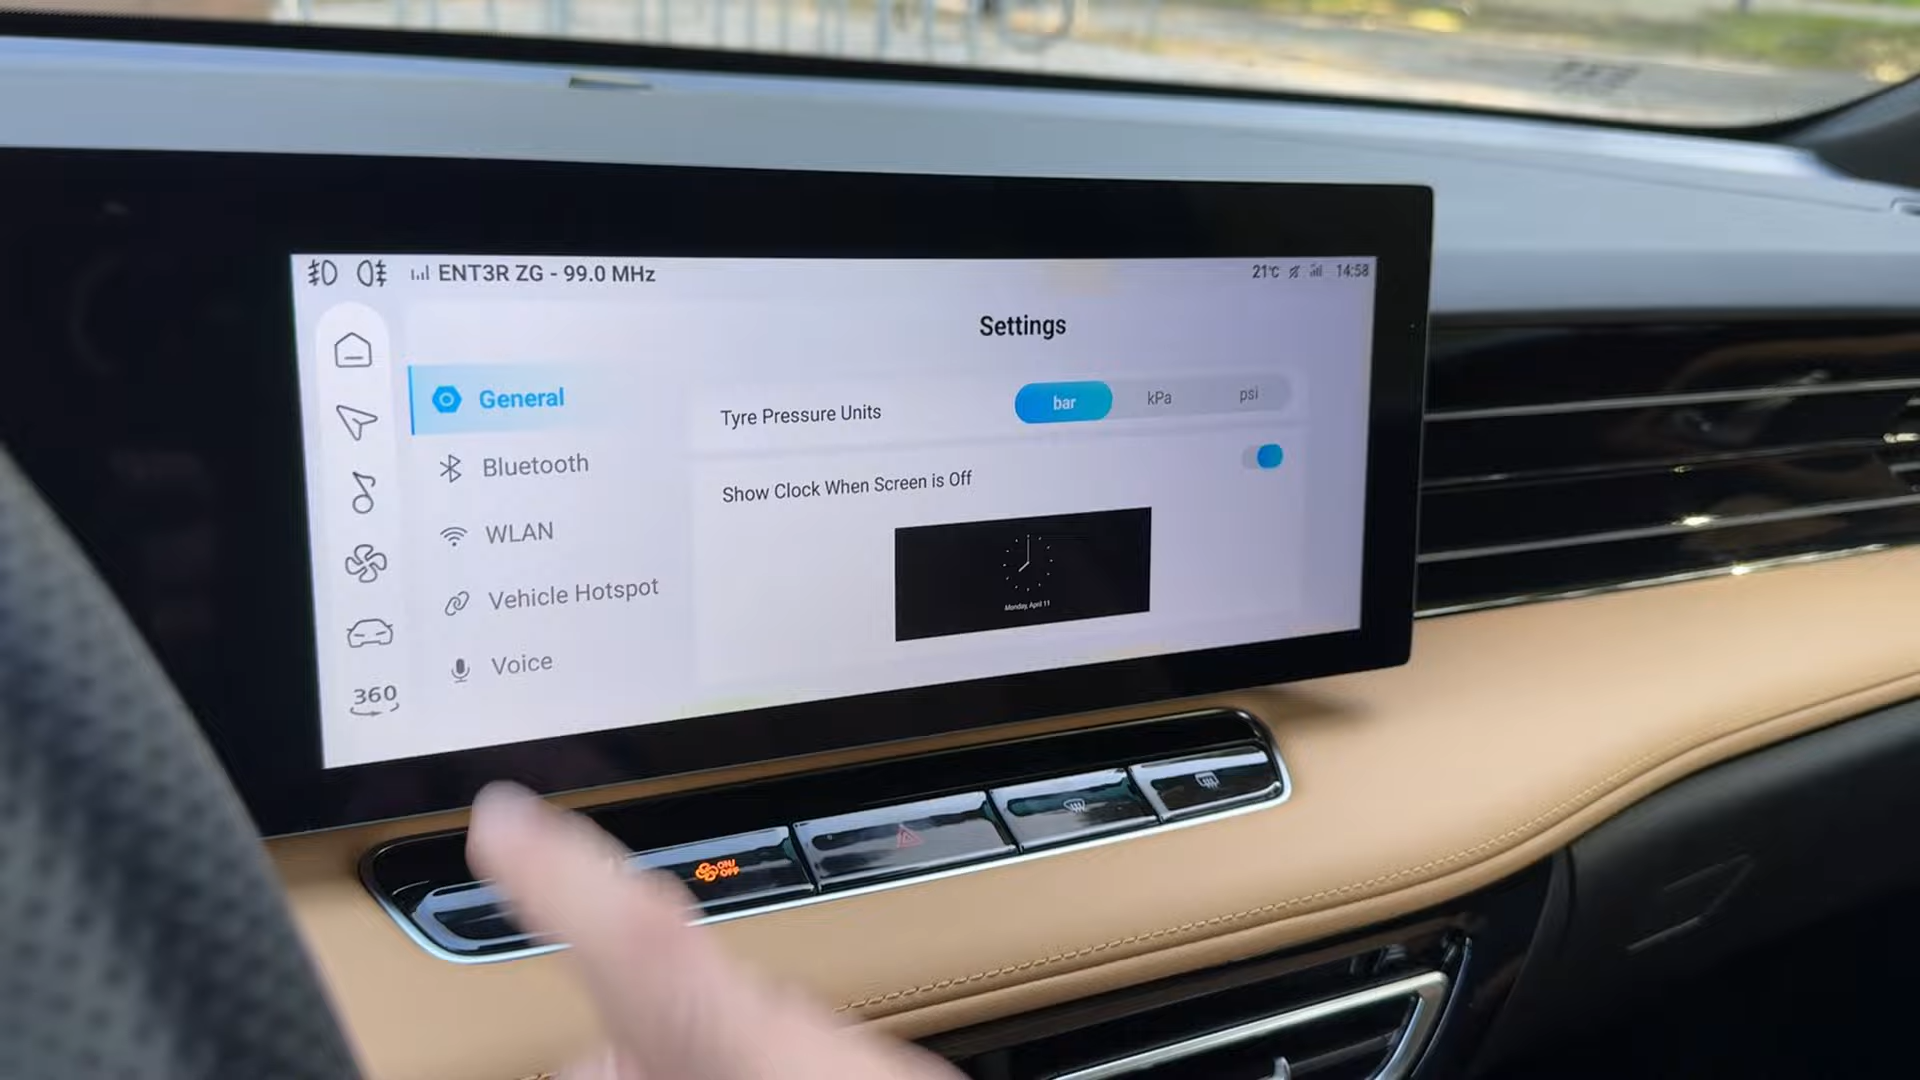 ENT3R ZG - 99.0 MHz
21°C
14:58
Settings
General
Bluetooth
WLAN
Vehicle Hotspot
Voice
360
Tyre Pressure Units
bar
kPa
psi
Show Clock When Screen is Off
Monday, April 11
ON/
OFF